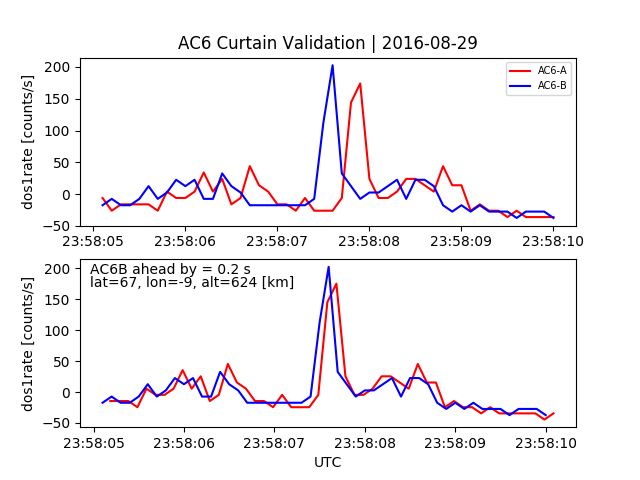 AC6 Curtain Validation | 2016-08-29
dos1rate [counts/s]
200
150
100
50
0
−50
AC6-A
AC6-B
23:58:05 23:58:06 23:58:07 23:58:08 23:58:09 23:58:10
dos1rate [counts/s]
200
150
100
50
0
−50
AC6B ahead by = 0.2 s
lat=67, lon=-9, alt=624 [km]
23:58:05 23:58:06 23:58:07 23:58:08 23:58:09 23:58:10
UTC